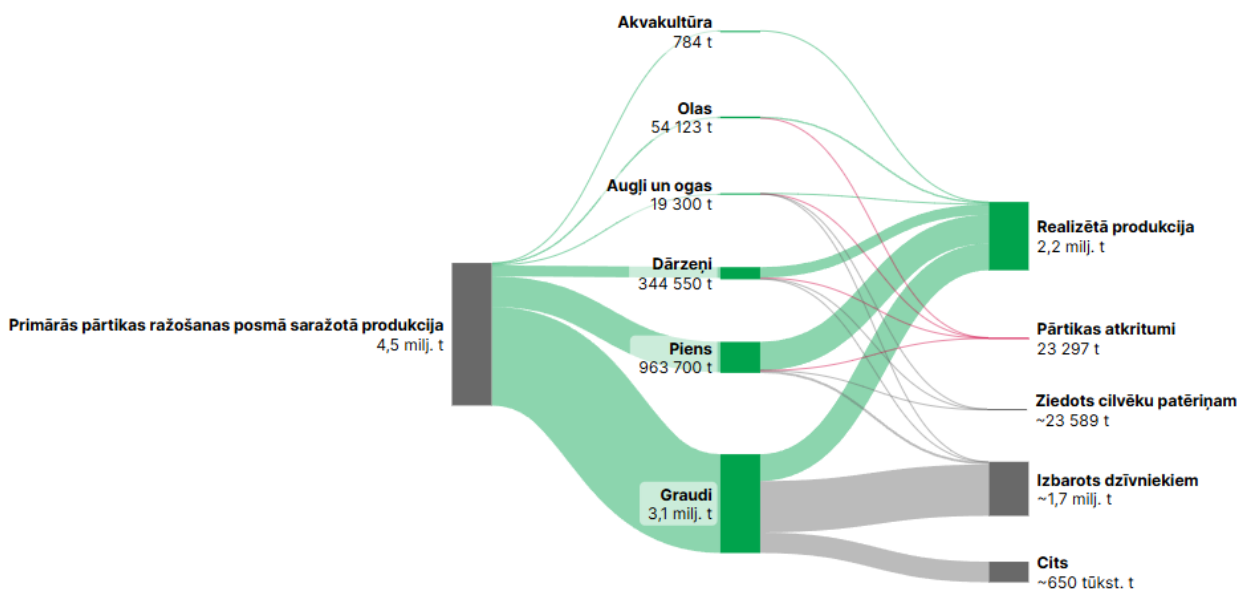 Akvakultūra
784 t
Olas
54 123 t
Augļi un ogas
19 300 t
Dārzeņi
344 550 t
Piens
963 700 t
Graudi
3,1 milj. t
Primārās pārtikas ražošanas posmā saražotā produkcija
4,5 milj. t
Realizētā produkcija
2,2 milj. t
Pārtikas atkritumi
23 297 t
Ziedots cilvēku patēriņam
~23 589 t
Izbarots dzīvniekiem
~1,7 milj. t
Cits
~650 tūkst. t